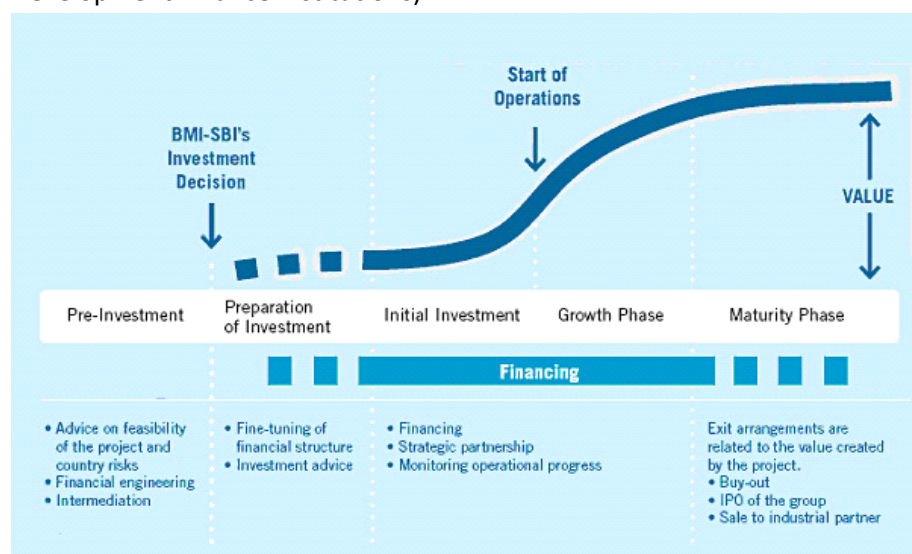 Start of
Operations
BMI-SBI's
Investment
Decision
VALUE
Pre-Investment
Preparation
of Investment
Initial Investment
Growth Phase
Maturity Phase
Financing
• Advice on feasibility
of the project and
country risks
• Financial engineering
• Intermediation
• Fine-tuning of
financial structure
• Investment advice
• Financing
• Strategic partnership
• Monitoring operational progress
Exit arrangements are
related to the value created
by the project.
• Buy-out
• IPO of the group
• Sale to industrial partner